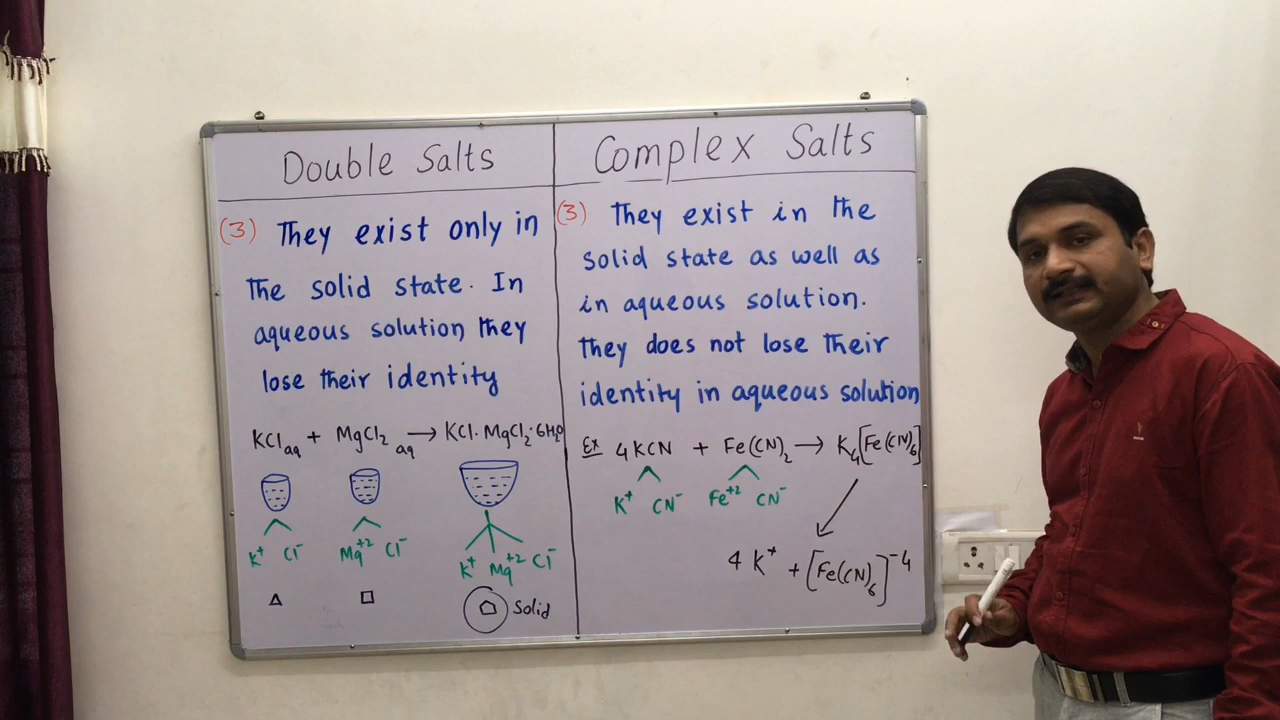 Double Salts
(3) They exist only in
the solid state. In
aqueous solution, they
lose their identity
KCl aq + MgCl2 aq → KCl.MgCl2.6H2O
K+ Cl- Mg+2 Cl- K+ Mg+2 Cl-
Solid
Complex Salts
(3) They exist in the
solid state as well as
in aqueous solution.
They does not lose their
identity in aqueous solution
Ex 4KCN + Fe(CN)2 → K4[Fe(CN)6]
K+ CN- Fe+2 CN-
4K+ + [Fe(CN)6]-4